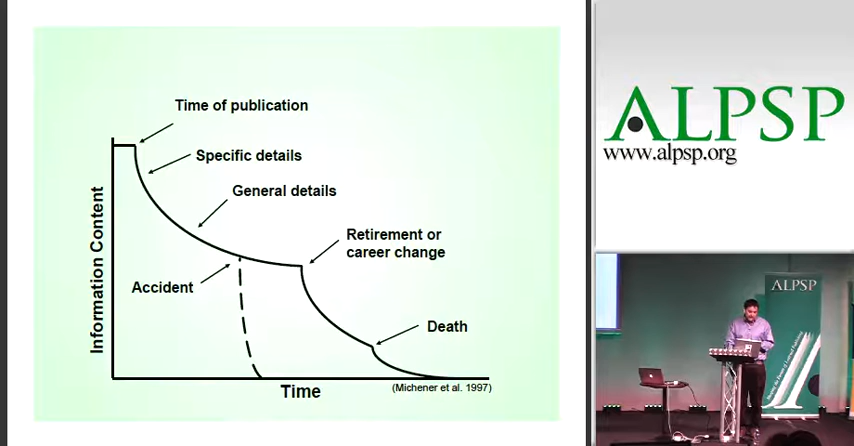 Time of publication
Specific details
General details
Retirement or
career change
Accident
Death
Information Content
Time
(Michener et al. 1997)
ALPSP
www.alpsp.org
ALPSP